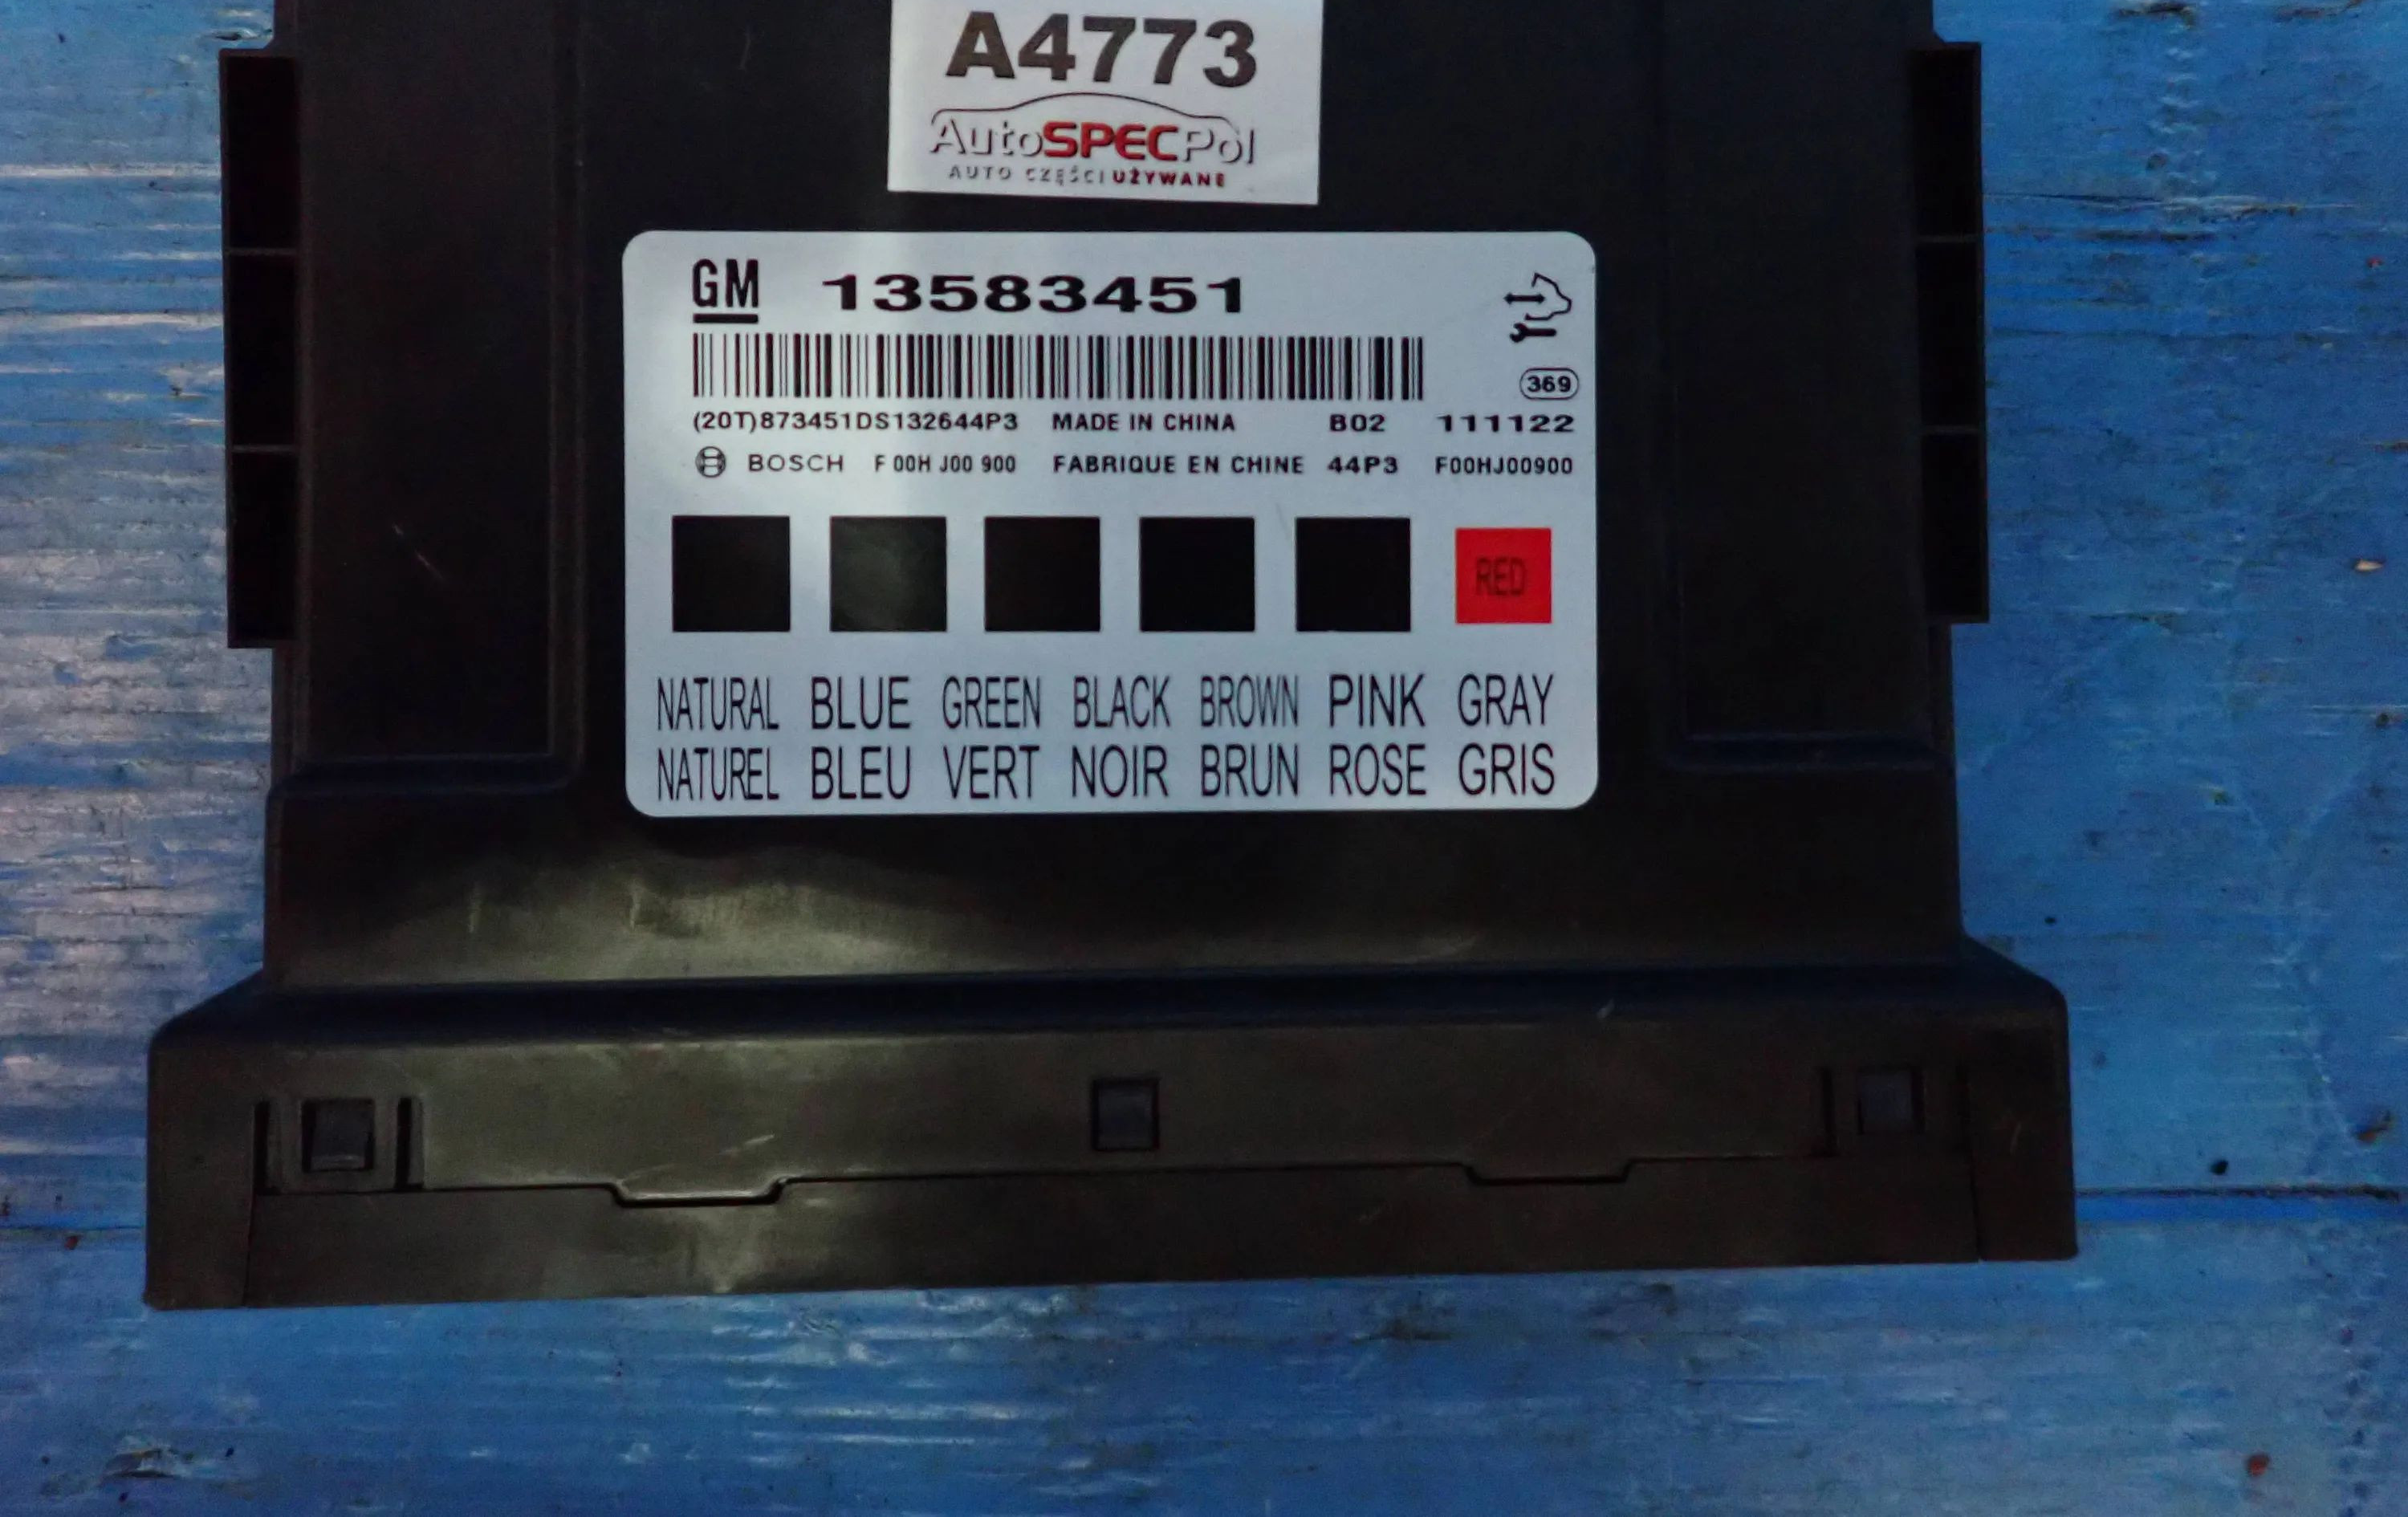 A4773
AutoSPECPol
AUTO CZĘŚCI UŻYWANE
GM 13583451
369
(20T)873451DS132644P3 MADE IN CHINA B02 111122
BOSCH F 00H J00 900 FABRIQUE EN CHINE 44P3 F00HJ00900
RED
NATURAL BLUE GREEN BLACK BROWN PINK GRAY
NATUREL BLEU VERT NOIR BRUN ROSE GRIS